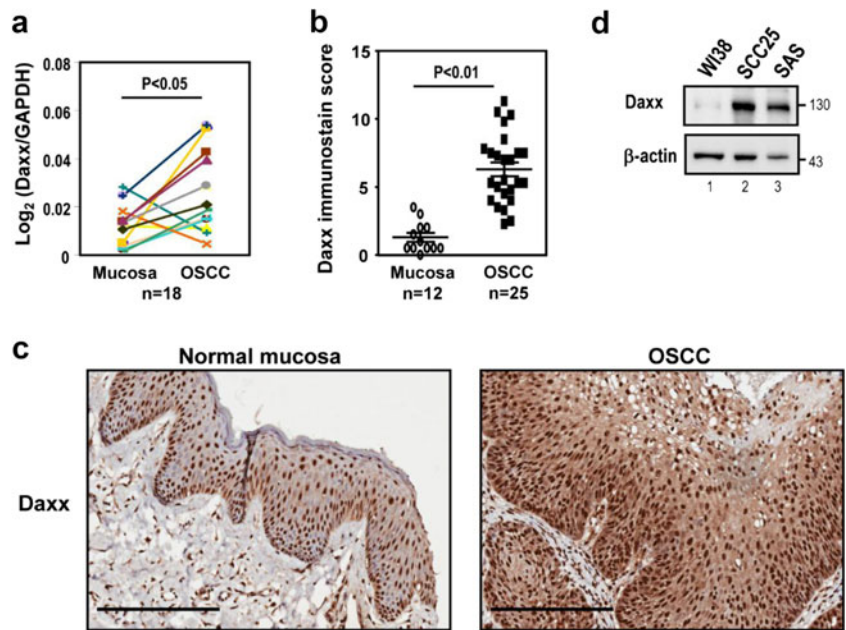 a
Log2 (Daxx/GAPDH)
0.08
0.06
0.04
0.02
0
P<0.05
Mucosa OSCC
n=18
b
Daxx immunostain score
15
10
5
0
P<0.01
Mucosa OSCC
n=12 n=25
d
WI38 SCC25 SAS
Daxx 130
β-actin 43
1 2 3
c
Normal mucosa OSCC
Daxx